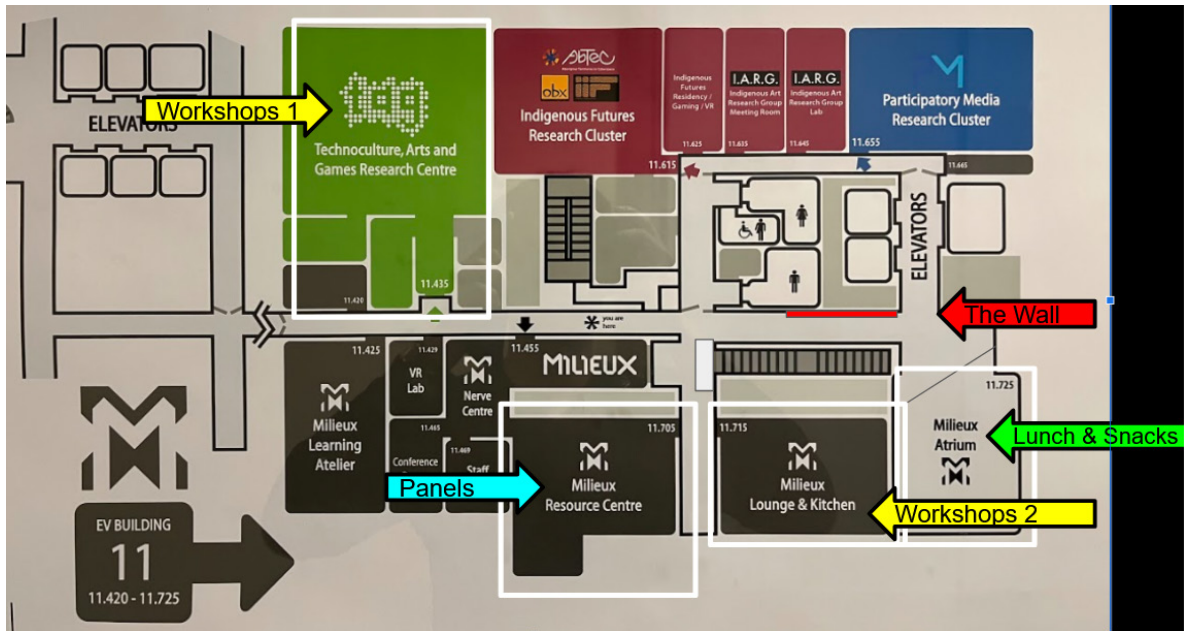 ELEVATORS
Workshops 1
tag
Technoculture, Arts and
Games Research Centre
11.435
11.420
AbTeC
obx
IIF
Indigenous Futures
Research Cluster
11.615
Indigenous
Futures
Residency /
Gaming / VR
11.625
I.A.R.G.
Indigenous Art
Research Group
Meeting Room
11.635
I.A.R.G.
Indigenous Art
Research Group
Lab
11.645
Participatory Media
Research Cluster
11.655
11.665
ELEVATORS
The Wall
you are
here
11.425
Milieux
Learning
Atelier
11.429
VR
Lab
11.455
MILIEUX
Nerve
Centre
11.465
Conference
11.469
Staff
Panels
11.705
Milieux
Resource Centre
11.715
Milieux
Lounge & Kitchen
Workshops 2
11.725
Milieux
Atrium
Lunch & Snacks
EV BUILDING
11
11.420 - 11.725